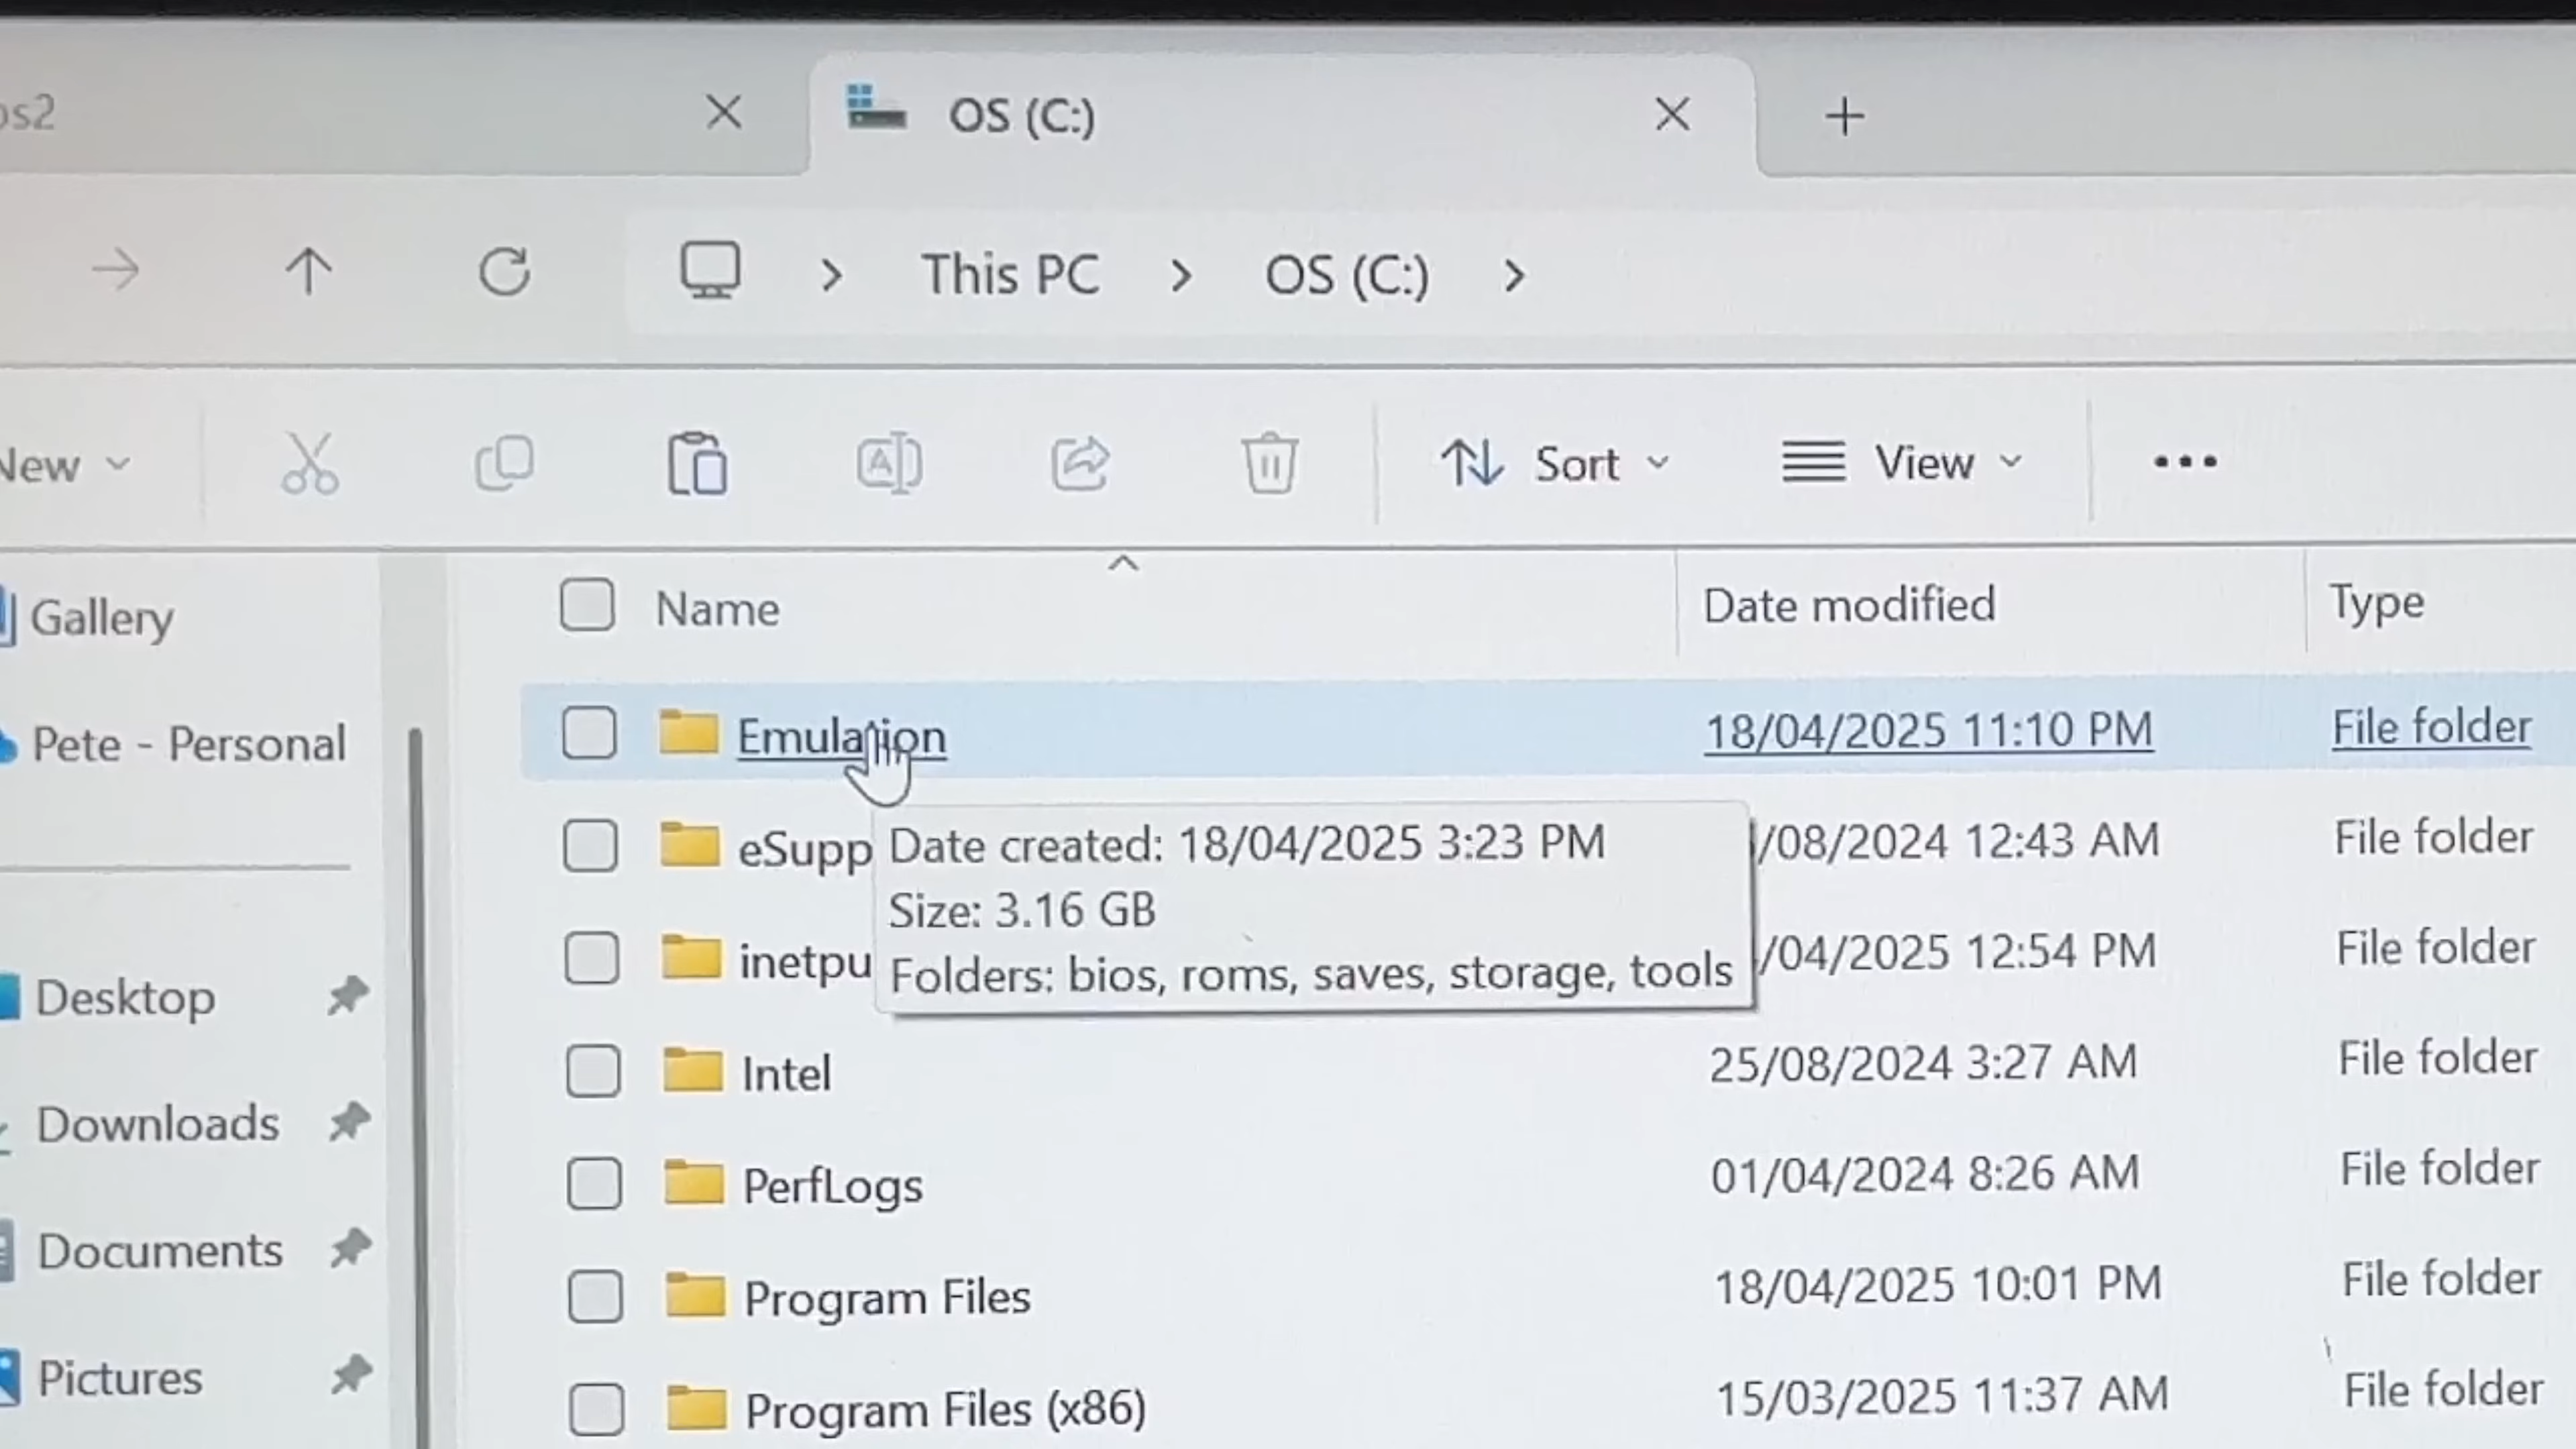 OS (C:)
This PC > OS (C:) >
Sort
View
Name
Date modified
Type
Gallery
Pete - Personal
Desktop
Downloads
Documents
Pictures
Emulation 18/04/2025 11:10 PM File folder
Date created: 18/04/2025 3:23 PM
Size: 3.16 GB
Folders: bios, roms, saves, storage, tools
eSupp /08/2024 12:43 AM File folder
inetpu /04/2025 12:54 PM File folder
Intel 25/08/2024 3:27 AM File folder
PerfLogs 01/04/2024 8:26 AM File folder
Program Files 18/04/2025 10:01 PM File folder
Program Files (x86) 15/03/2025 11:37 AM File folder